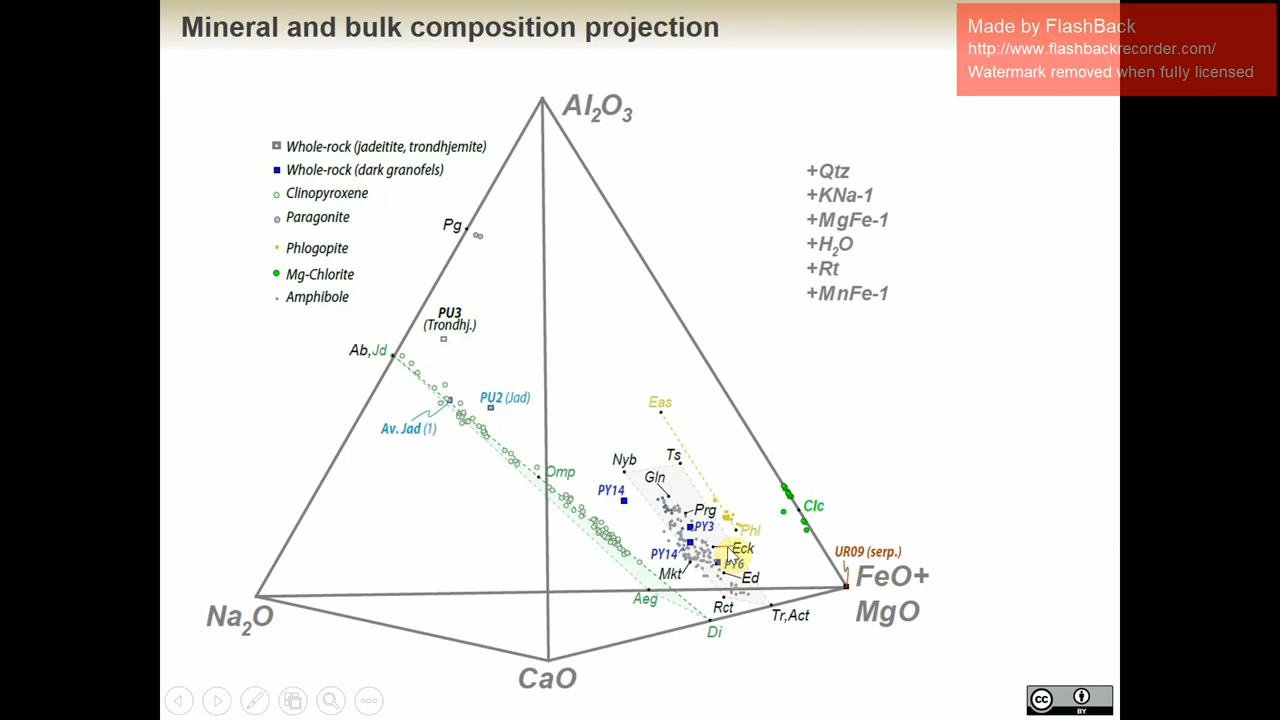 Mineral and bulk composition projection
Made by FlashBack
http://www.flashbackrecorder.com/
Watermark removed when fully licensed
Al2O3
Whole-rock (jadeitite, trondhjemite)
Whole-rock (dark granofels)
Clinopyroxene
Paragonite
Phlogopite
Mg-Chlorite
Amphibole
+Qtz
+KNa-1
+MgFe-1
+H2O
+Rt
+MnFe-1
Pg
PU3
(Trondhj.)
Ab,Jd
PU2 (Jad)
Av. Jad (1)
Eas
Omp
Nyb
Ts
Gln
PY14
Prg
PY3
Phl
Clc
PY14
Eck
PY6
Mkt
Ed
UR09 (serp.)
FeO+
MgO
Na2O
Aeg
Rct
Tr,Act
Di
CaO
CC
BY